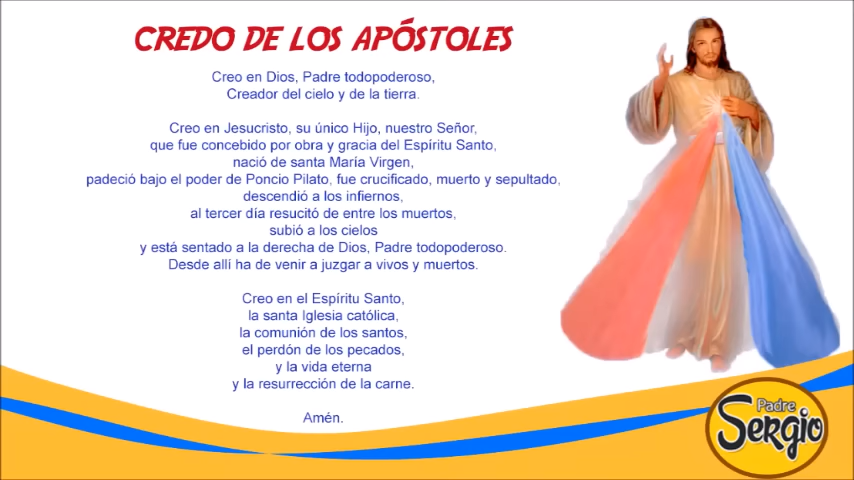 CREDO DE LOS APÓSTOLES
Creo en Dios, Padre todopoderoso,
Creador del cielo y de la tierra.
Creo en Jesucristo, su único Hijo, nuestro Señor,
que fue concebido por obra y gracia del Espíritu Santo,
nació de santa María Virgen,
padeció bajo el poder de Poncio Pilato, fue crucificado, muerto y sepultado,
descendió a los infiernos,
al tercer día resucitó de entre los muertos,
subió a los cielos
y está sentado a la derecha de Dios, Padre todopoderoso.
Desde allí ha de venir a juzgar a vivos y muertos.
Creo en el Espíritu Santo,
la santa Iglesia católica,
la comunión de los santos,
el perdón de los pecados,
y la vida eterna
y la resurrección de la carne.
Amén.
Padre
Sergio